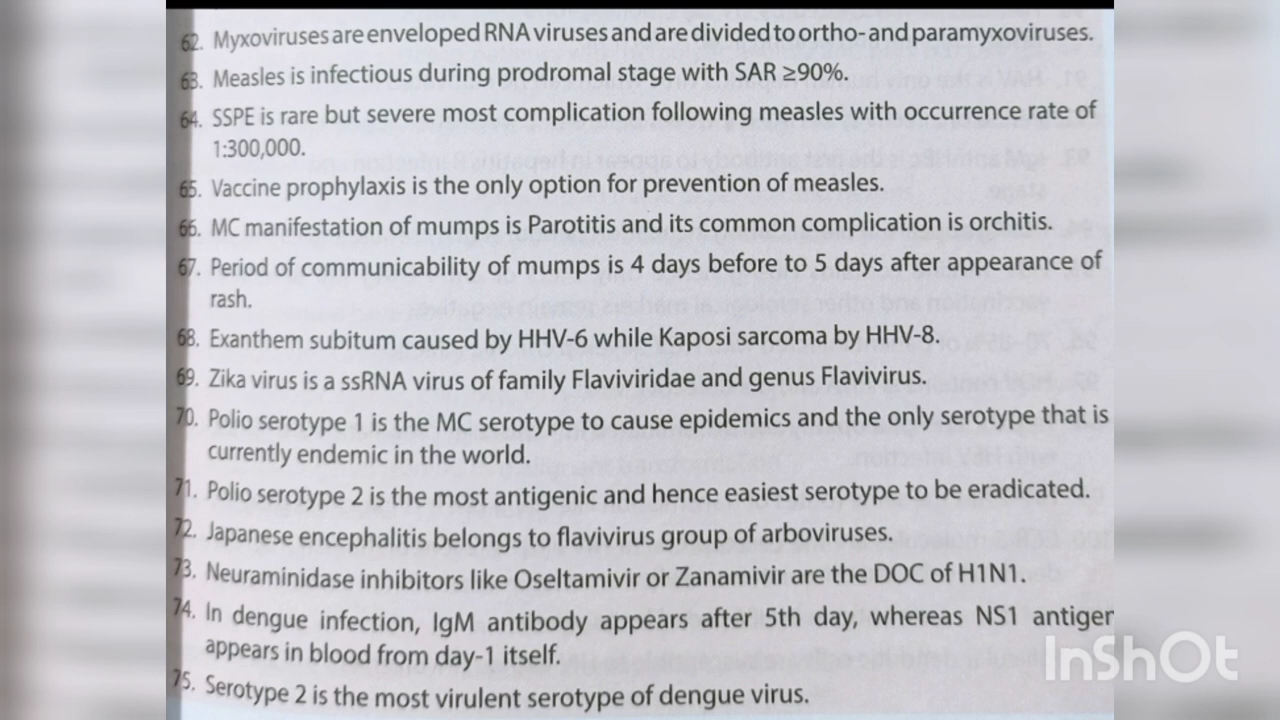 62. Myxoviruses are enveloped RNA viruses and are divided to ortho- and paramyxoviruses.
63. Measles is infectious during prodromal stage with SAR ≥90%.
64. SSPE is rare but severe most complication following measles with occurrence rate of
1:300,000.
65. Vaccine prophylaxis is the only option for prevention of measles.
66. MC manifestation of mumps is Parotitis and its common complication is orchitis.
67. Period of communicability of mumps is 4 days before to 5 days after appearance of
rash.
68. Exanthem subitum caused by HHV-6 while Kaposi sarcoma by HHV-8.
69. Zika virus is a ssRNA virus of family Flaviviridae and genus Flavivirus.
70. Polio serotype 1 is the MC serotype to cause epidemics and the only serotype that is
currently endemic in the world.
71. Polio serotype 2 is the most antigenic and hence easiest serotype to be eradicated.
72. Japanese encephalitis belongs to flavivirus group of arboviruses.
73. Neuraminidase inhibitors like Oseltamivir or Zanamivir are the DOC of H1N1.
74. In dengue infection, IgM antibody appears after 5th day, whereas NS1 antigen
appears in blood from day-1 itself.
75. Serotype 2 is the most virulent serotype of dengue virus.
InShOt